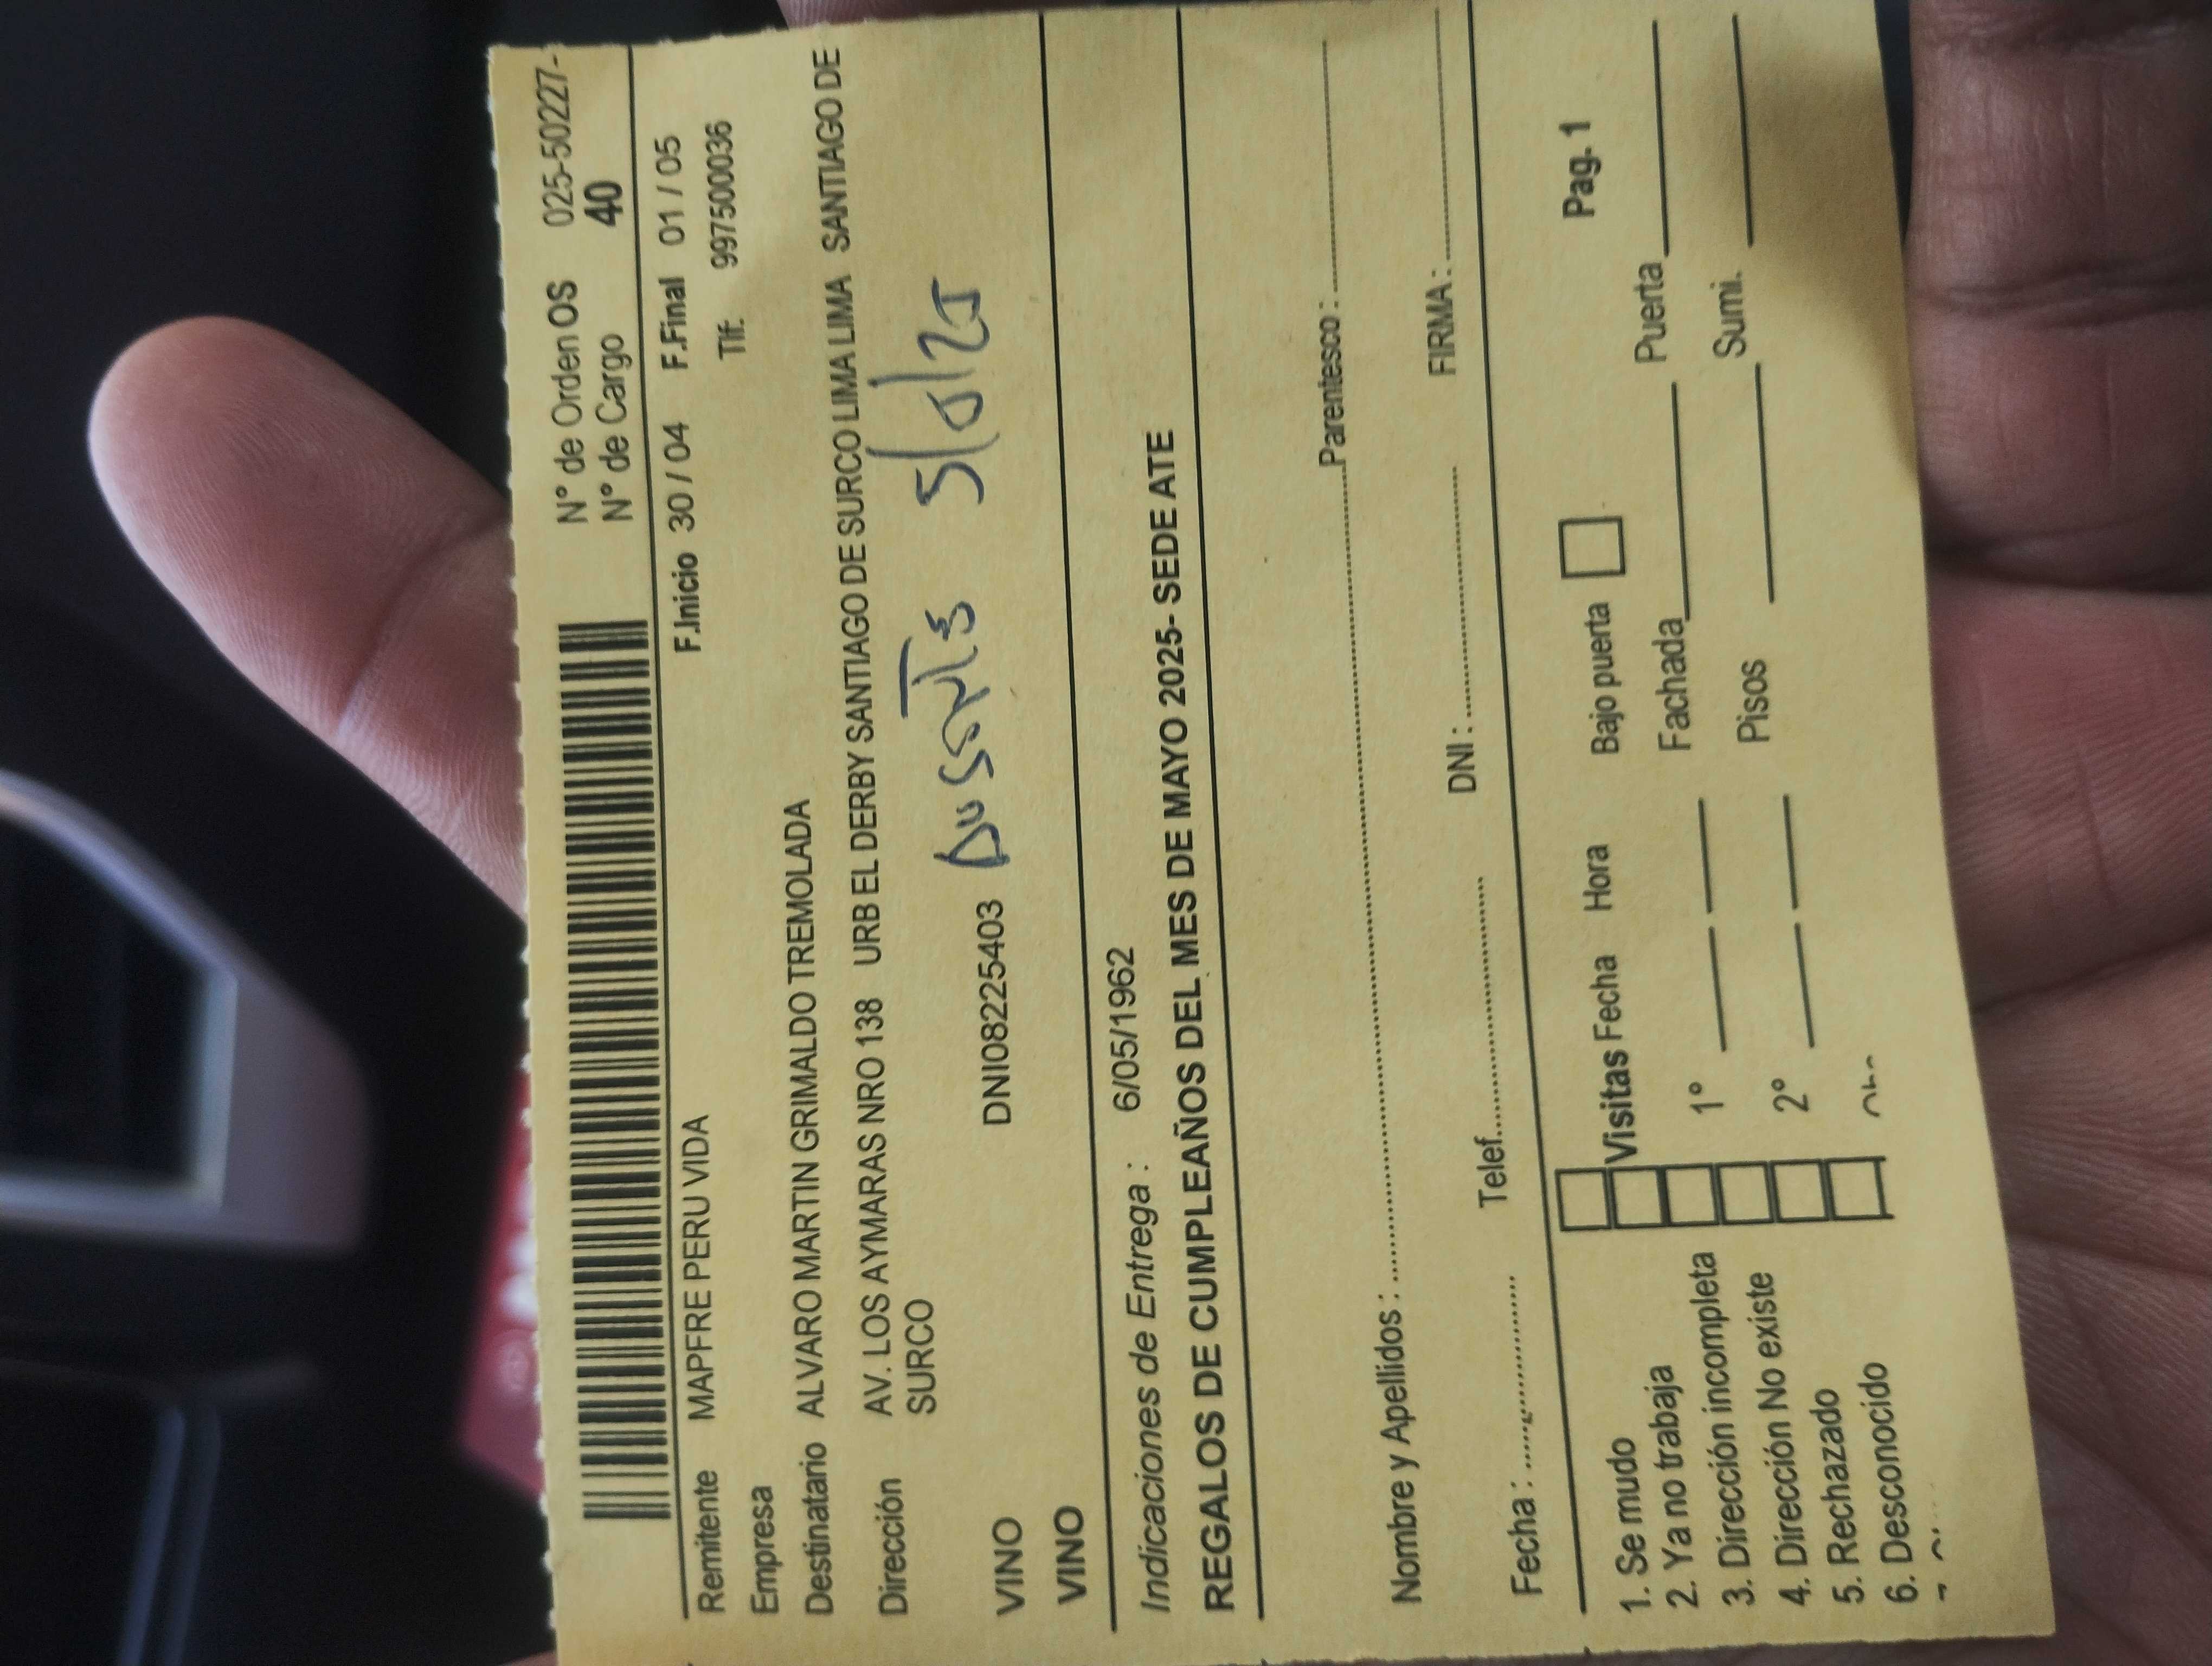 N° de Orden OS 025-50227-
N° de Cargo 40
F.Inicio 30 / 04 F.Final 01 / 05
Remitente MAPFRE PERU VIDA Tlf. 997500036
Empresa
Destinatario ALVARO MARTIN GRIMALDO TREMOLADA
Dirección AV. LOS AYMARAS NRO 138 URB EL DERBY SANTIAGO DE SURCO LIMA LIMA SANTIAGO DE
SURCO
VINO DNI08225403
VINO
Indicaciones de Entrega : 6/05/1962
REGALOS DE CUMPLEAÑOS DEL MES DE MAYO 2025- SEDE ATE
Nombre y Apellidos : Parentesco :
Fecha : Telef. DNI : FIRMA :
1. Se mudo Visitas Fecha Hora Bajo puerta Pag. 1
2. Ya no trabaja
3. Dirección incompleta 1° Fachada Puerta
4. Dirección No existe
5. Rechazado 2° Pisos Sumi.
6. Desconocido